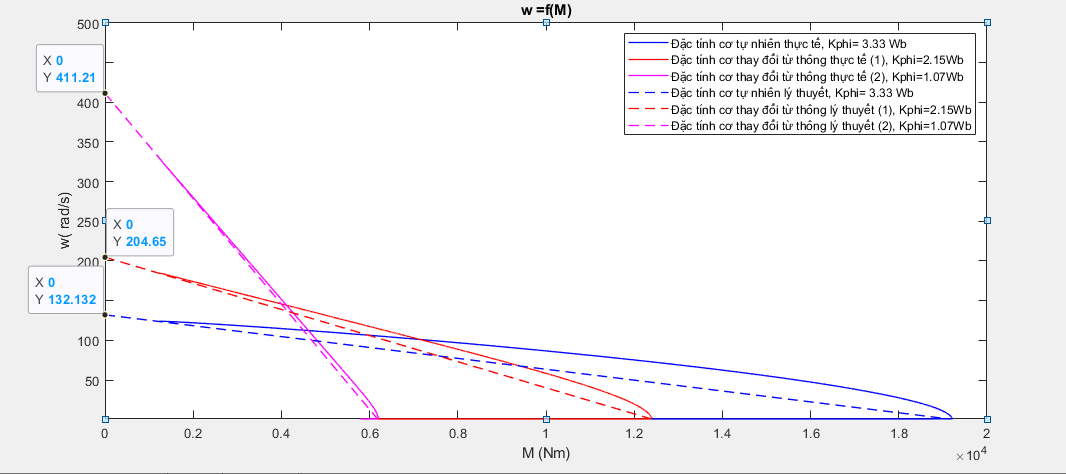 w =f(M)
500
450
400
350
300
250
200
100
50
w( rad/s)
X 0
Y 411.21
X 0
Y 204.65
X 0
Y 132.132
Đặc tính cơ tự nhiên thực tế, Kphi= 3.33 Wb
Đặc tính cơ thay đổi từ thông thực tế (1), Kphi=2.15Wb
Đặc tính cơ thay đổi từ thông thực tế (2), Kphi=1.07Wb
Đặc tính cơ tự nhiên lý thuyết, Kphi= 3.33 Wb
Đặc tính cơ thay đổi từ thông lý thuyết (1), Kphi=2.15Wb
Đặc tính cơ thay đổi từ thông lý thuyết (2), Kphi=1.07Wb
0 0.2 0.4 0.6 0.8 1 1.2 1.4 1.6 1.8 2
M (Nm)
×10⁴